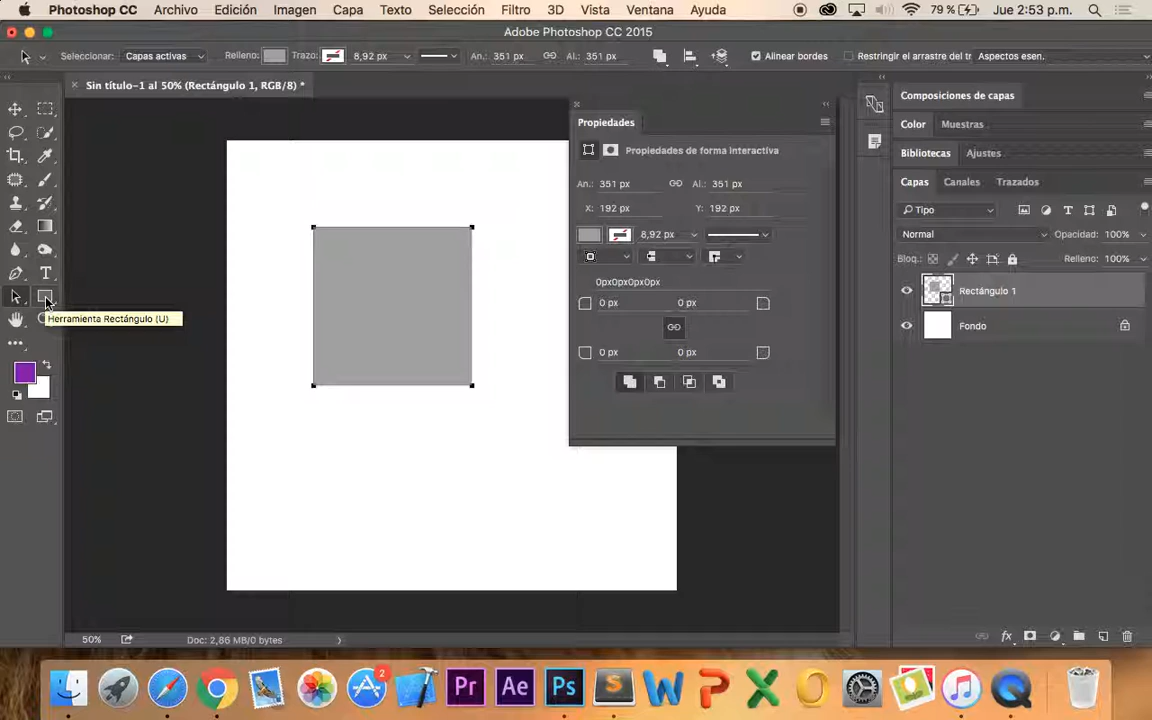 Photoshop CC Archivo Edición Imagen Capa Texto Selección Filtro 3D Vista Ventana Ayuda 79 % Jue 2:53 p.m.
Adobe Photoshop CC 2015
Seleccionar: Capas activas Relleno: Trazo: 8,92 px An.: 351 px Al.: 351 px Alinear bordes Restringir el arrastre del tr Aspectos esen.
Sin título-1 al 50% (Rectángulo 1, RGB/8) *
Propiedades
Propiedades de forma interactiva
An.: 351 px Al.: 351 px
X: 192 px Y: 192 px
8,92 px
0px0px0px0px
0 px 0 px
0 px 0 px
Composiciones de capas
Color Muestras
Bibliotecas Ajustes
Capas Canales Trazados
Tipo
Normal Opacidad: 100%
Bloq.: Relleno: 100%
Rectángulo 1
Fondo
T
Herramienta Rectángulo (U)
50% Doc: 2,86 MB/0 bytes
2
Pr Ae Ps S W P X O